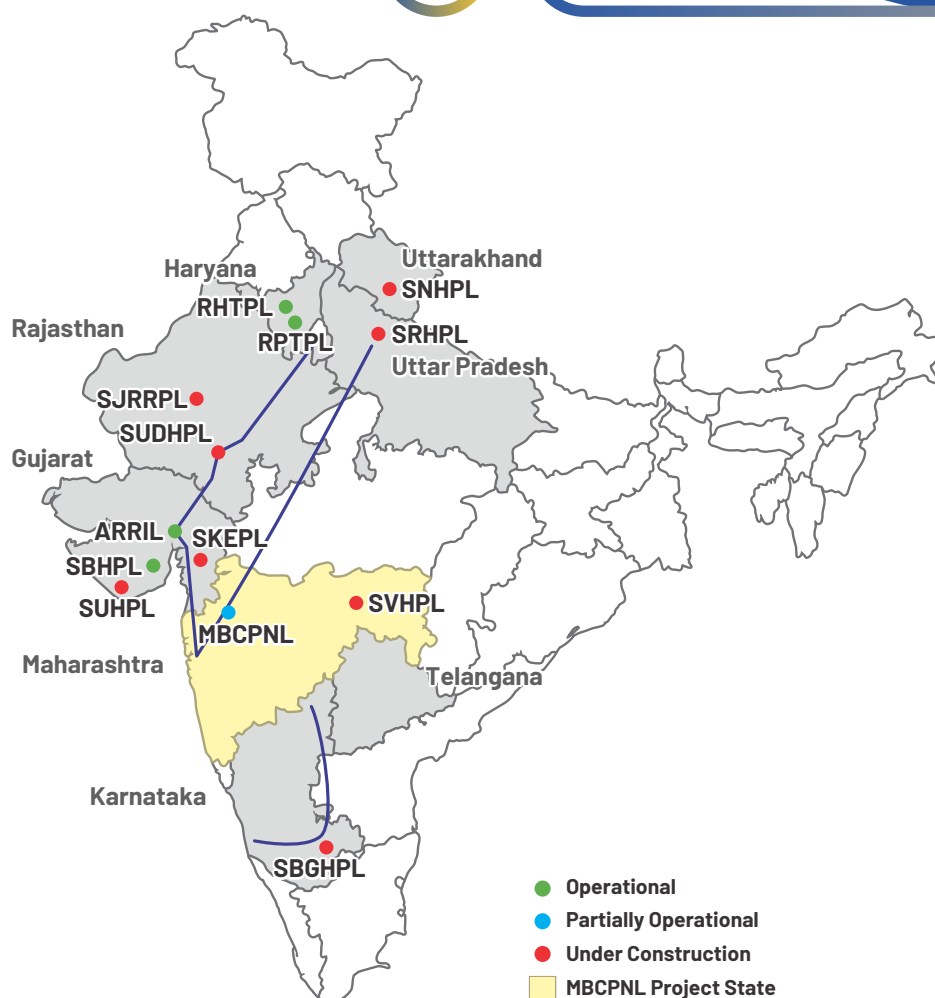 Uttarakhand
Haryana
SNHPL
RHTPL
Rajasthan
SRHPL
RPTPL
Uttar Pradesh
SJRRPL
SUDHPL
Gujarat
ARRIL
SKEPL
SBHPL
SUHPL
SVHPL
MBCPNL
Maharashtra
Telangana
Karnataka
SBGHPL
Operational
Partially Operational
Under Construction
MBCPNL Project State